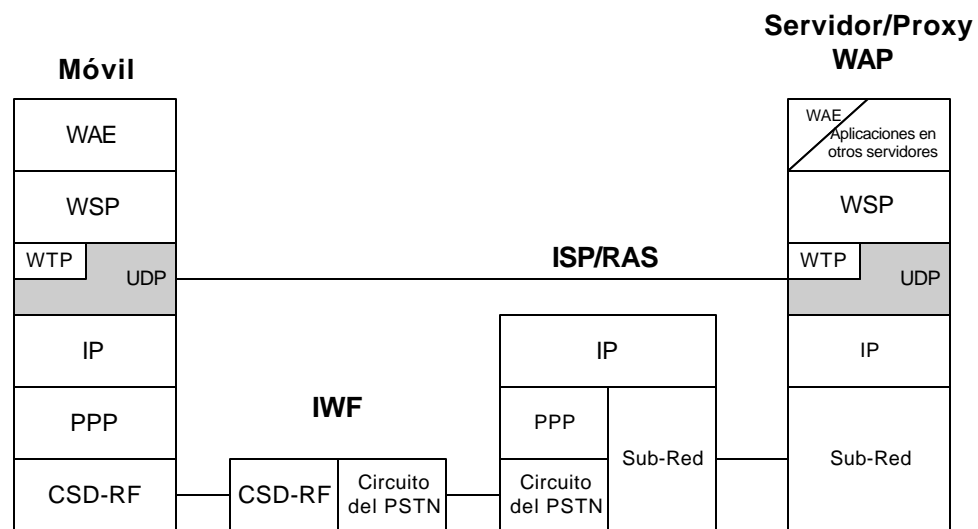 Servidor/Proxy
WAP
Móvil
WAE
WAE
Aplicaciones en
otros servidores
WSP
WSP
WTP
UDP
ISP/RAS
WTP
UDP
IP
IP
IP
PPP
IWF
PPP
Sub-Red
Sub-Red
CSD-RF
CSD-RF
Circuito
del PSTN
Circuito
del PSTN